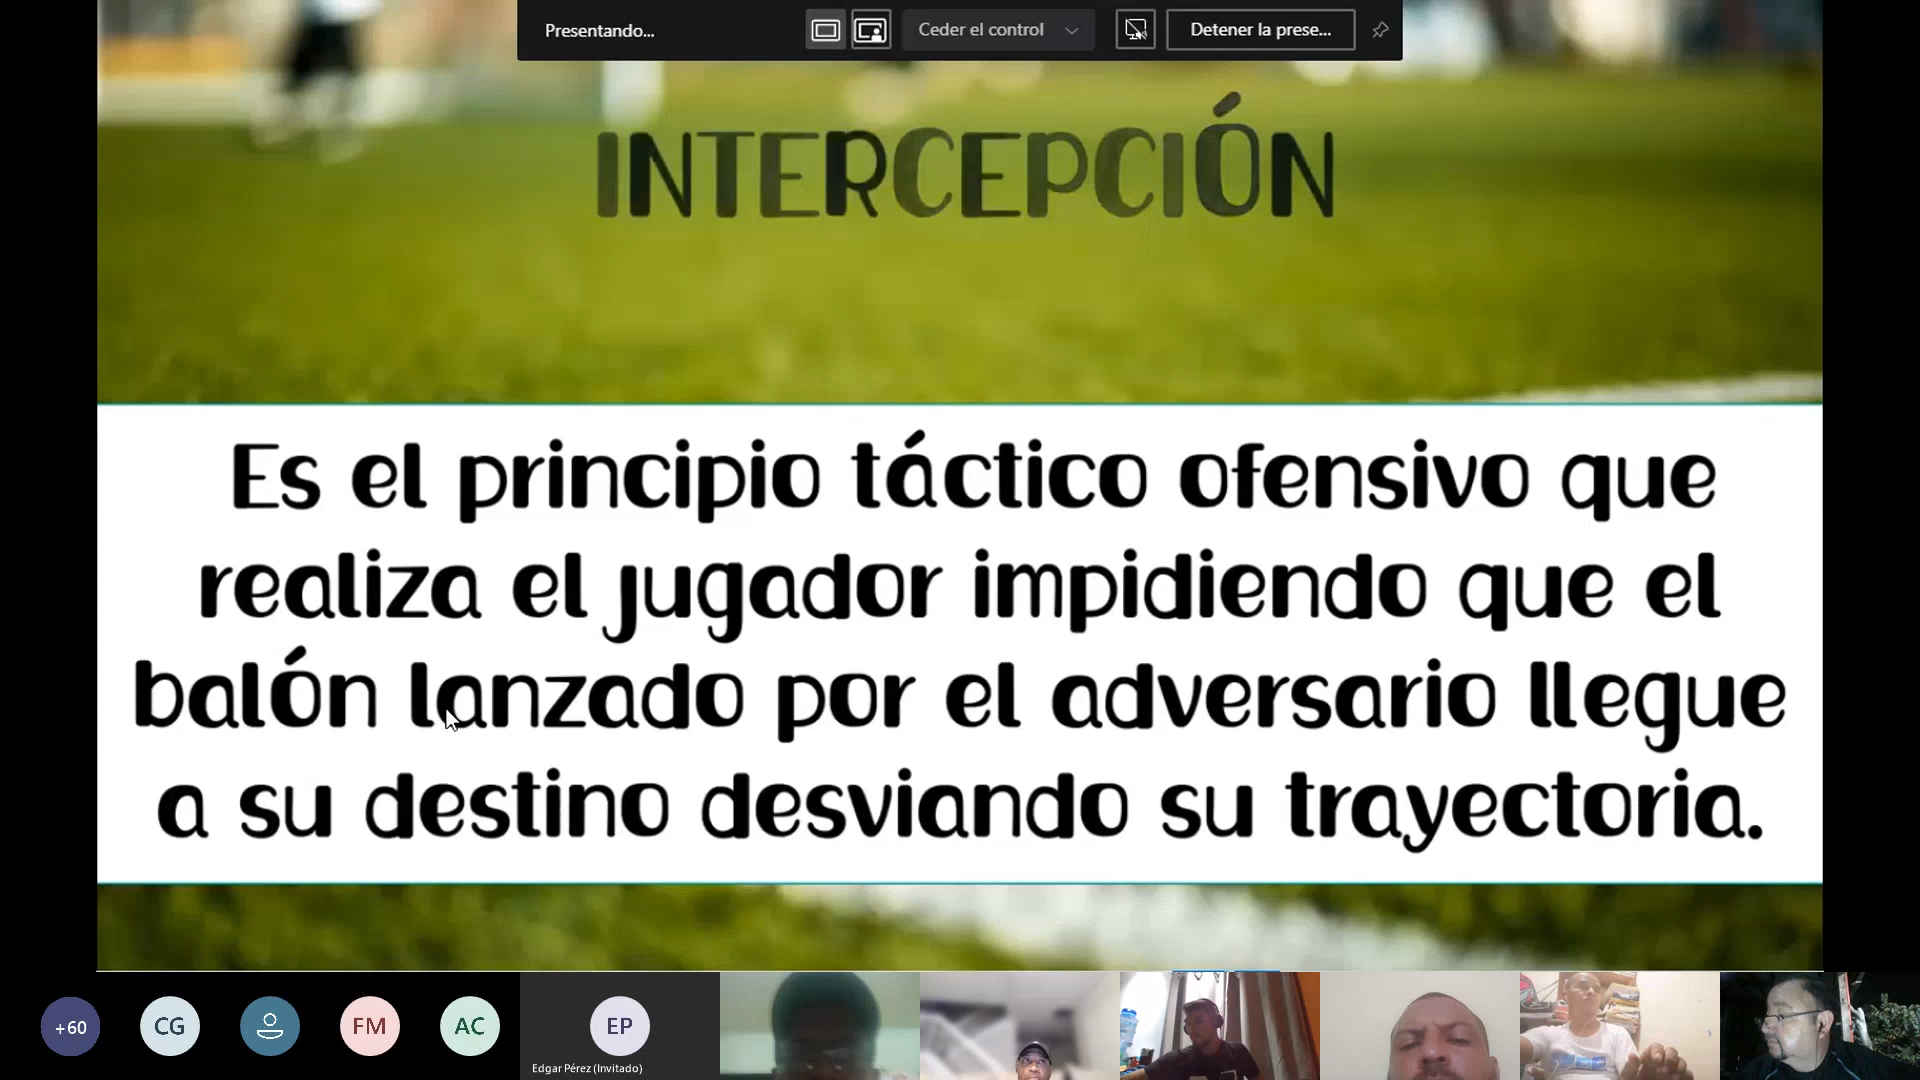 Presentando...
Ceder el control
Detener la prese...
INTERCEPCIÓN
Es el principio táctico ofensivo que
realiza el jugador impidiendo que el
balón lanzado por el adversario llegue
a su destino desviando su trayectoria.
+60
CG
FM
AC
EP
Edgar Pérez (Invitado)